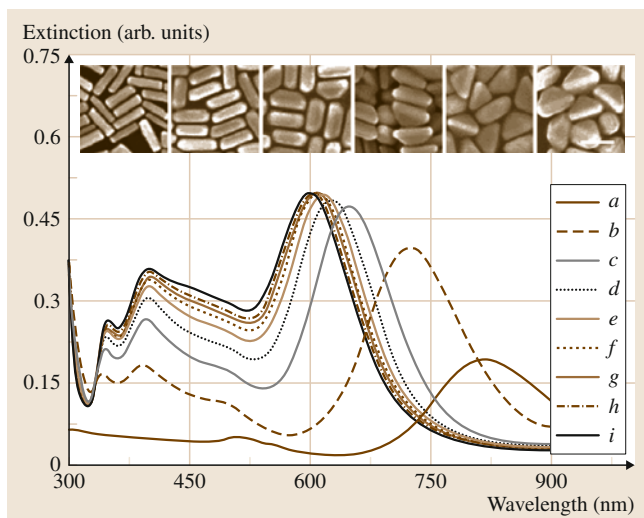 Extinction (arb. units)
0.75
0.6
0.45
0.3
0.15
0
a
b
c
d
e
f
g
h
i
300
450
600
750
900
Wavelength (nm)